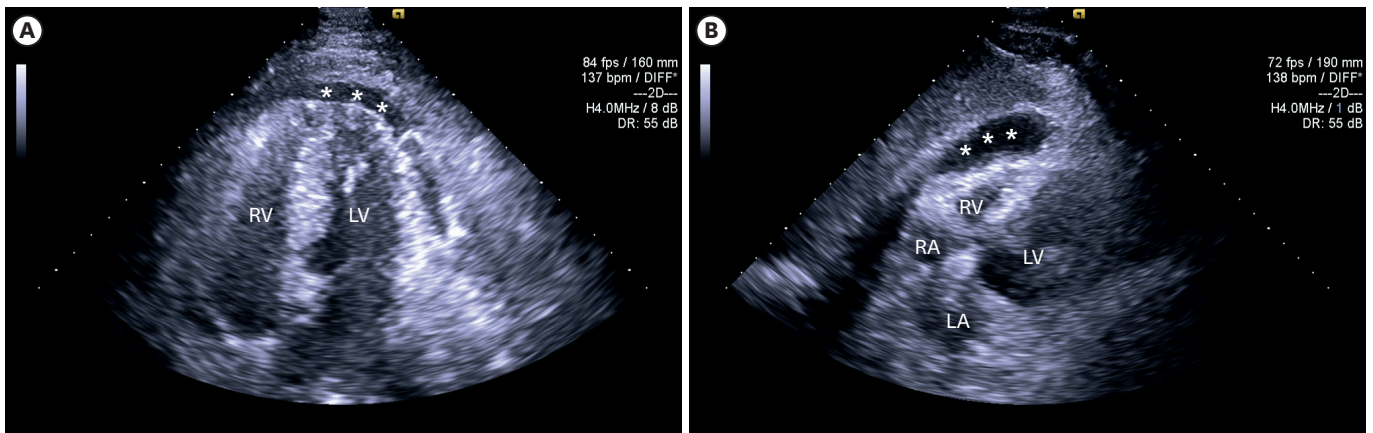 A
84 fps / 160 mm
137 bpm / DIFF*
---2D---
H4.0MHz / 8 dB
DR: 55 dB
* * *
RV
LV
B
72 fps / 190 mm
138 bpm / DIFF*
---2D---
H4.0MHz / 1 dB
DR: 55 dB
* * *
RV
RA
LV
LA